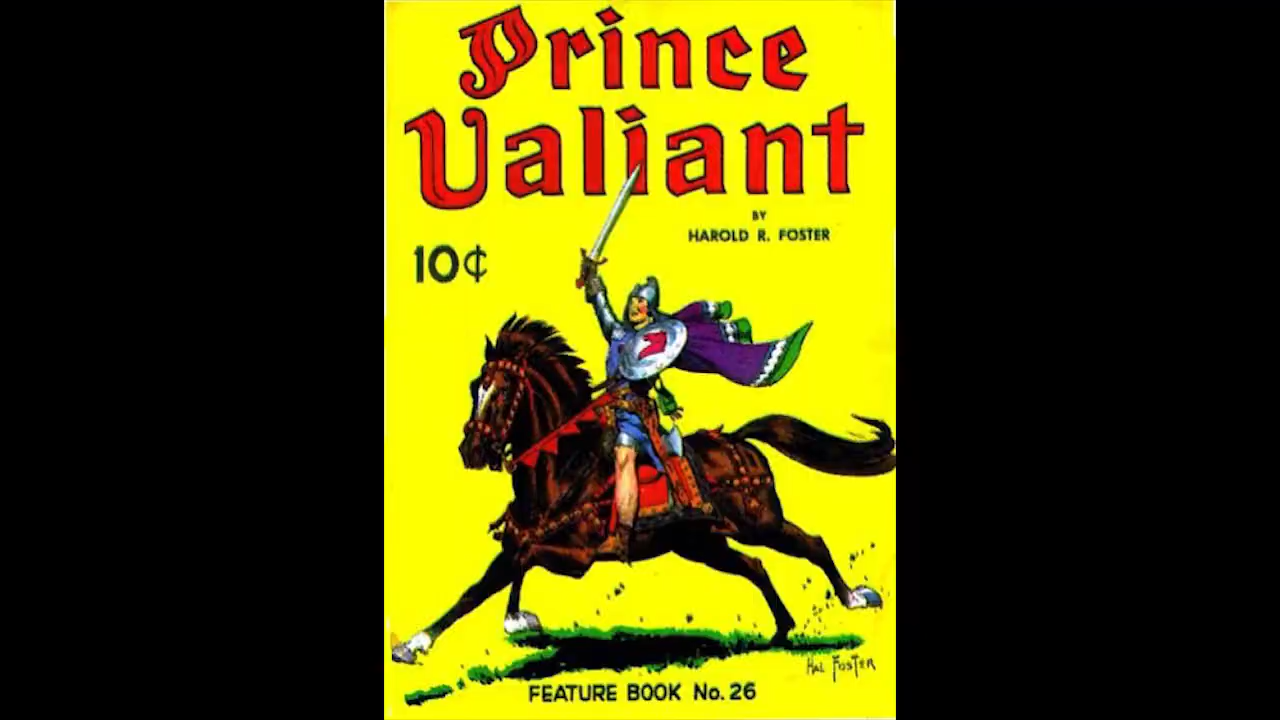 Prince
Valiant
BY
HAROLD R. FOSTER
10¢
HAL FOSTER
FEATURE BOOK No. 26